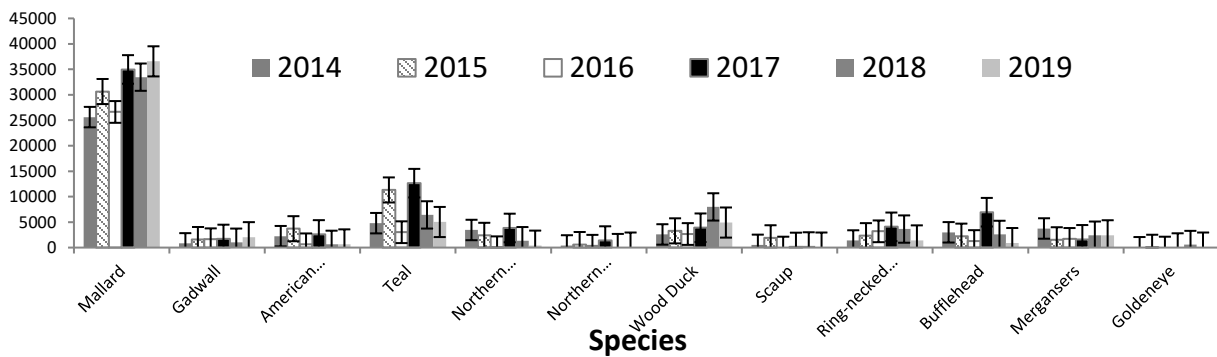 45000
40000
35000
30000
25000
20000
15000
10000
5000
0
2014 2015 2016 2017 2018 2019
Mallard
Gadwall
American...
Teal
Northern...
Northern...
Wood Duck
Scaup
Ring-necked...
Bufflehead
Mergansers
Goldeneye
Species